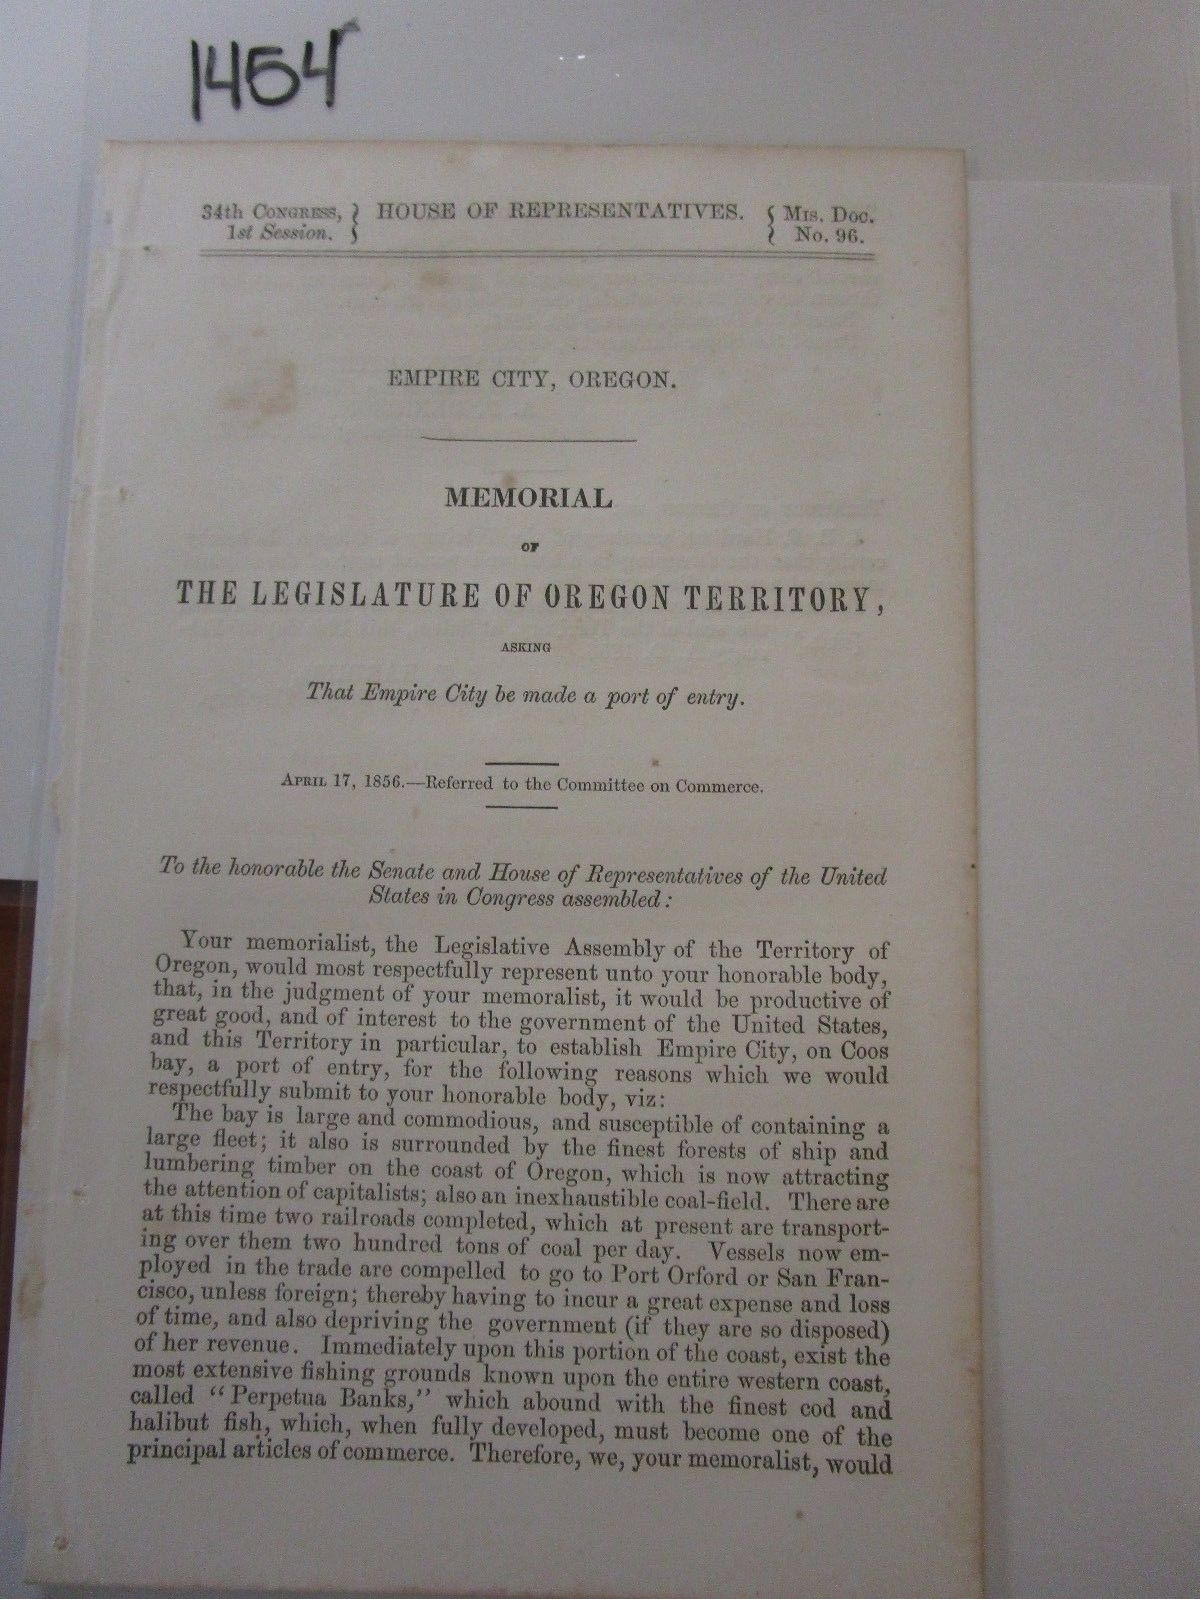 1454
34th Congress, } HOUSE OF REPRESENTATIVES. { Mis. Doc.
1st Session. } { No. 96.
EMPIRE CITY, OREGON.
MEMORIAL
OF
THE LEGISLATURE OF OREGON TERRITORY,
ASKING
That Empire City be made a port of entry.
April 17, 1856.—Referred to the Committee on Commerce.
To the honorable the Senate and House of Representatives of the United
States in Congress assembled:
Your memorialist, the Legislative Assembly of the Territory of
Oregon, would most respectfully represent unto your honorable body,
that, in the judgment of your memoralist, it would be productive of
great good, and of interest to the government of the United States,
and this Territory in particular, to establish Empire City, on Coos
bay, a port of entry, for the following reasons which we would
respectfully submit to your honorable body, viz:
The bay is large and commodious, and susceptible of containing a
large fleet; it also is surrounded by the finest forests of ship and
lumbering timber on the coast of Oregon, which is now attracting
the attention of capitalists; also an inexhaustible coal-field. There are
at this time two railroads completed, which at present are transport-
ing over them two hundred tons of coal per day. Vessels now em-
ployed in the trade are compelled to go to Port Orford or San Fran-
cisco, unless foreign; thereby having to incur a great expense and loss
of time, and also depriving the government (if they are so disposed)
of her revenue. Immediately upon this portion of the coast, exist the
most extensive fishing grounds known upon the entire western coast,
called "Perpetua Banks," which abound with the finest cod and
halibut fish, which, when fully developed, must become one of the
principal articles of commerce. Therefore, we, your memoralist, would